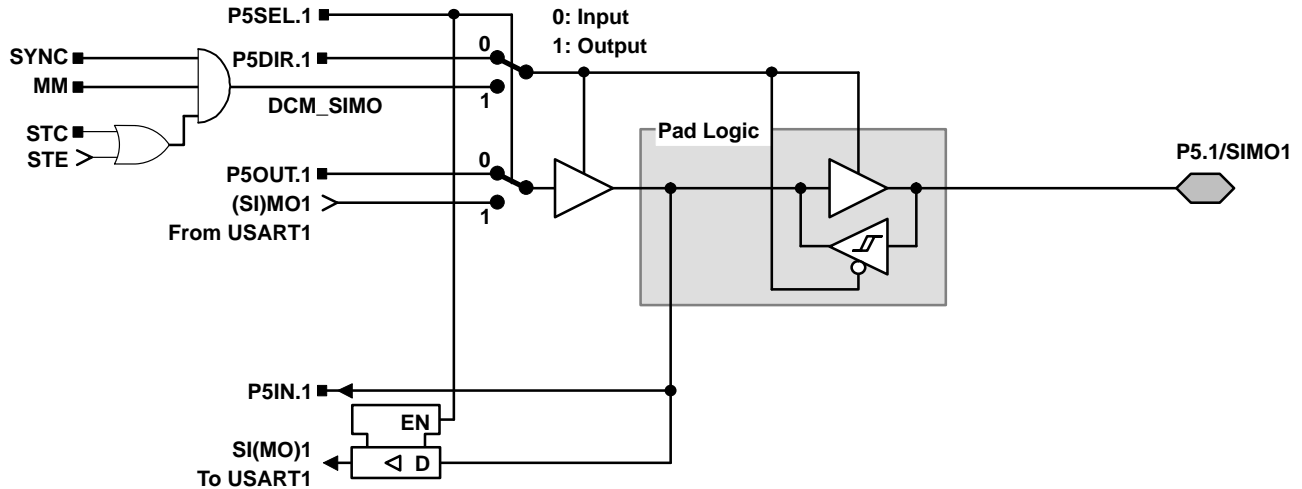 P5SEL.1
0: Input
1: Output
SYNC
MM
STC
STE
P5DIR.1
0
1
DCM_SIMO
Pad Logic
P5.1/SIMO1
P5OUT.1
0
(SI)MO1
1
From USART1
P5IN.1
EN
D
SI(MO)1
To USART1